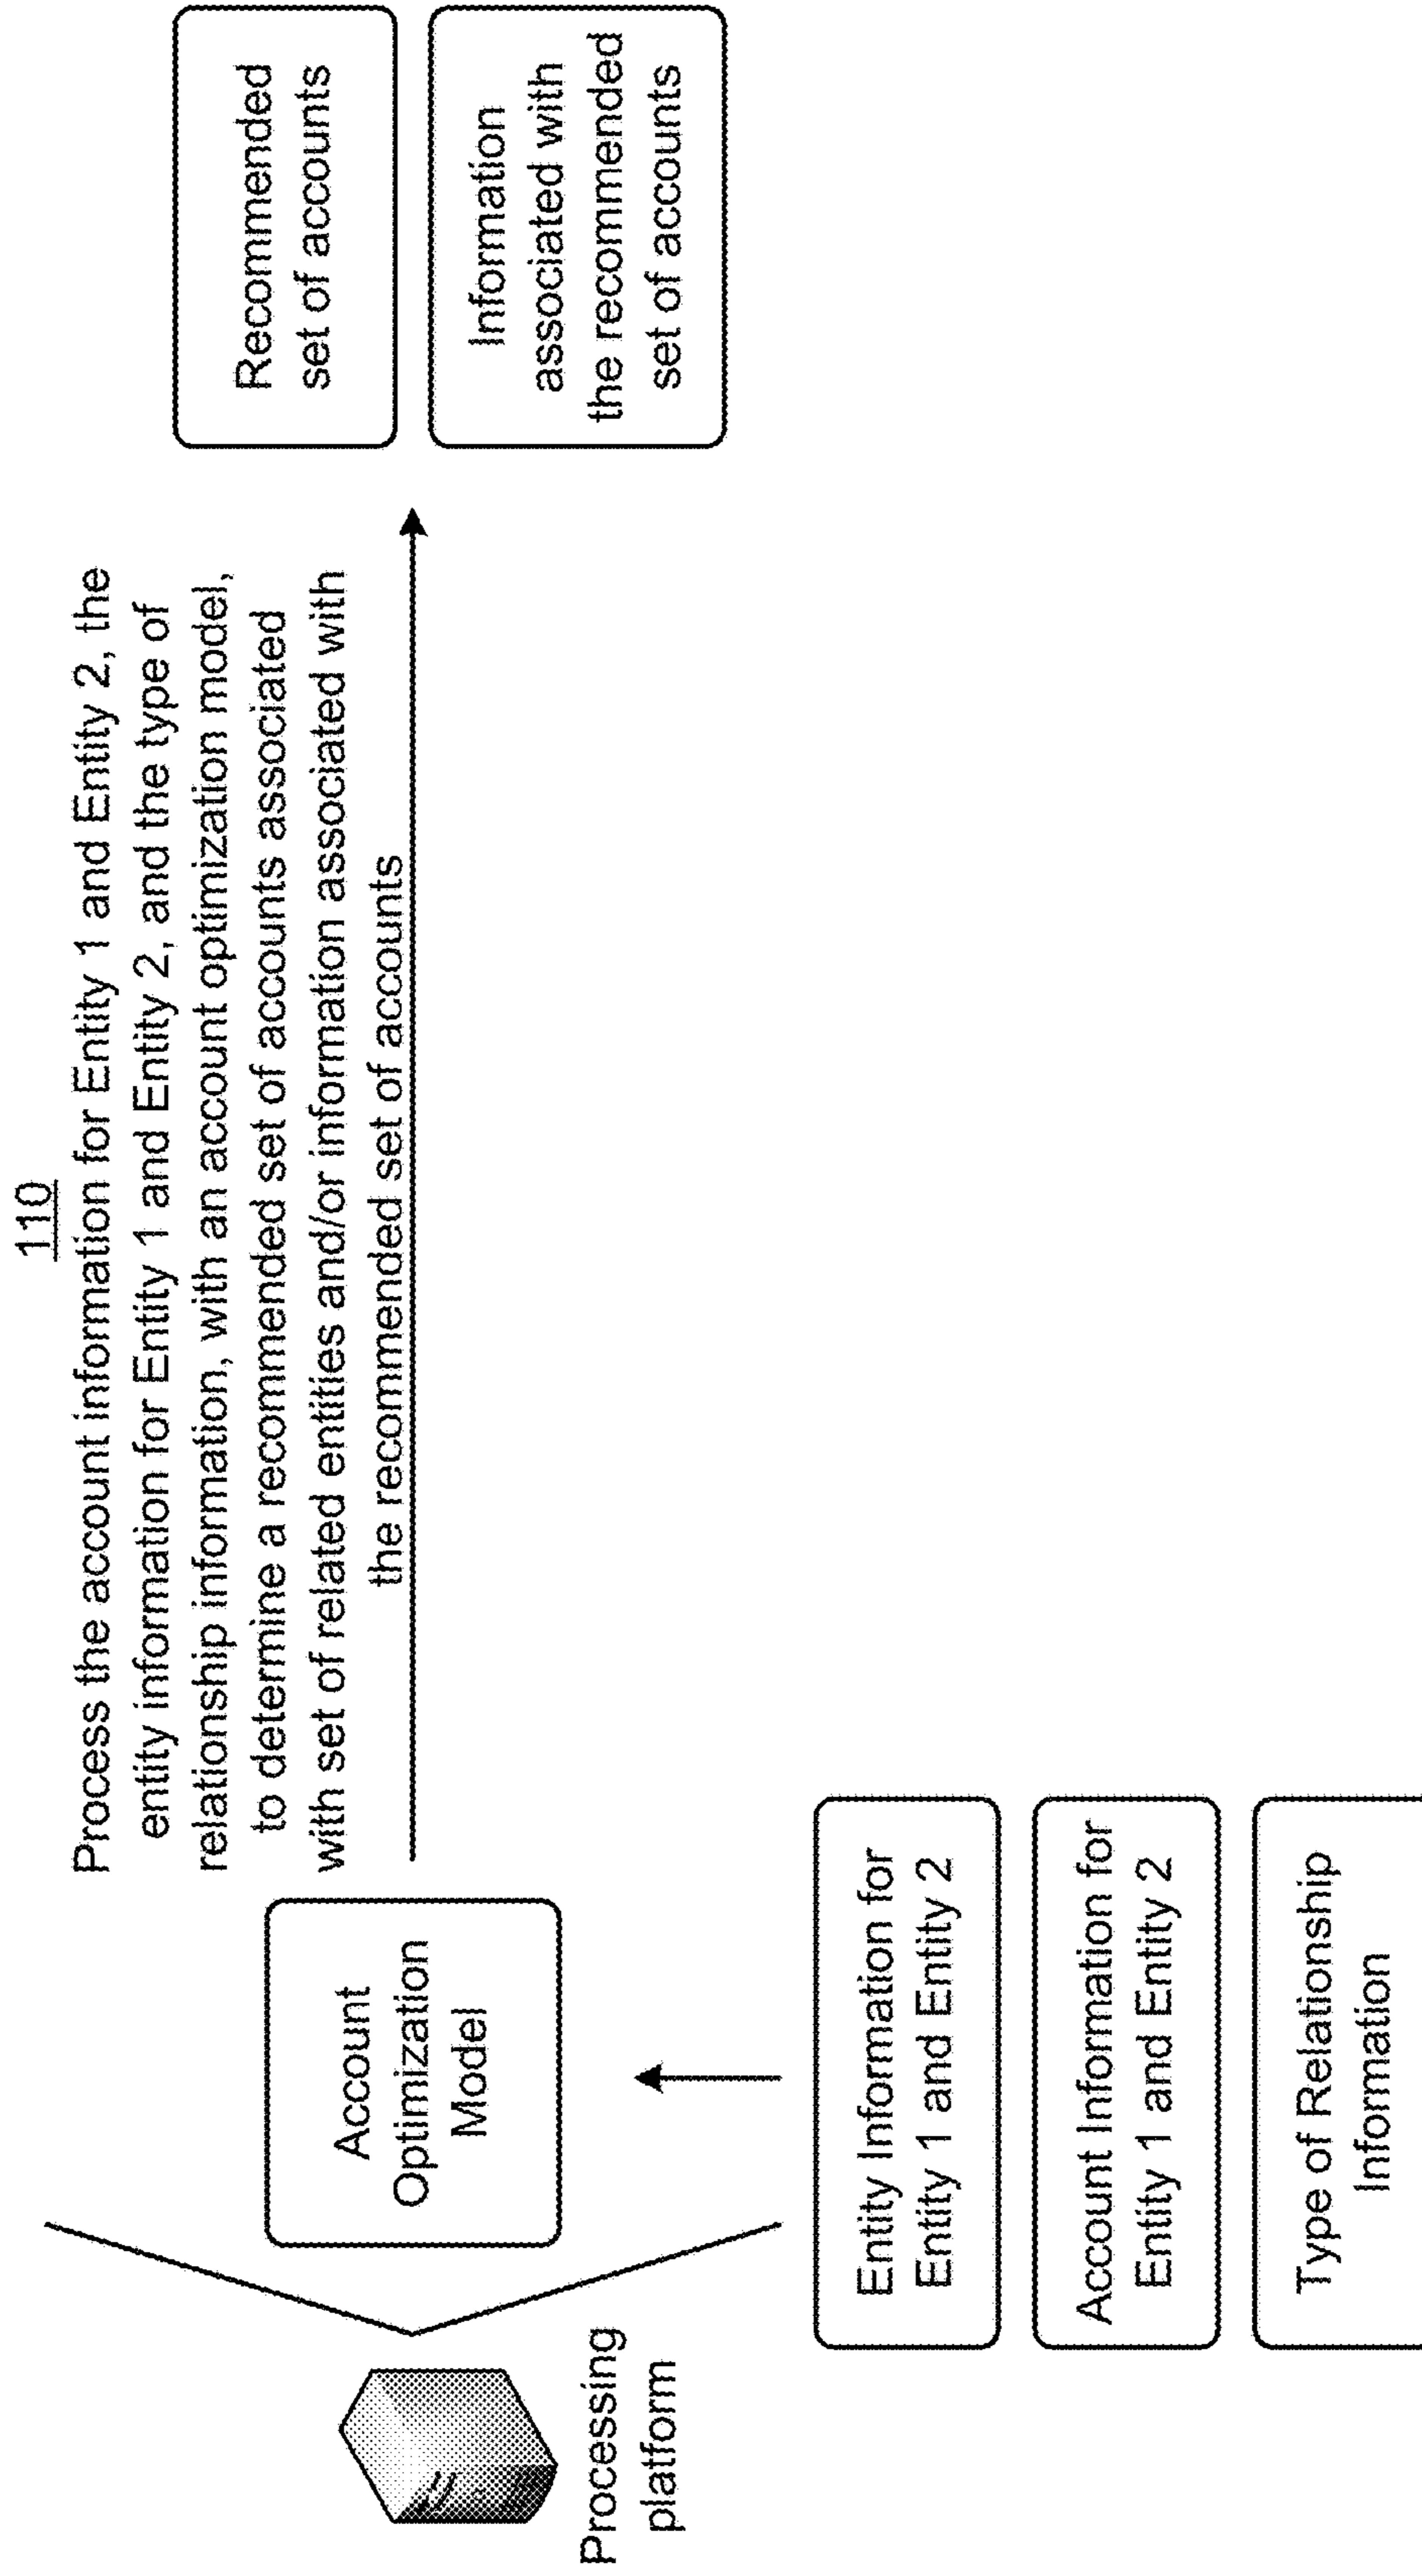 110
Process the account information for Entity 1 and Entity 2, the
entity information for Entity 1 and Entity 2, and the type of
relationship information, with an account optimization model,
to determine a recommended set of accounts associated
with set of related entities and/or information associated with
the recommended set of accounts
Processing
platform
Account
Optimization
Model
Recommended
set of accounts
Information
associated with
the recommended
set of accounts
Entity Information for
Entity 1 and Entity 2
Account Information for
Entity 1 and Entity 2
Type of Relationship
Information